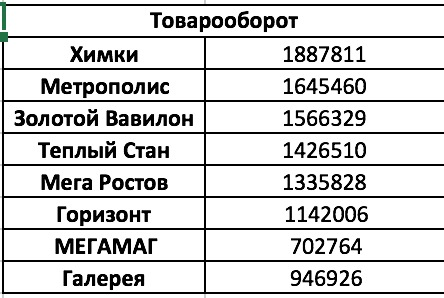 Товарооборот
Химки 1887811
Метрополис 1645460
Золотой Вавилон 1566329
Теплый Стан 1426510
Мега Ростов 1335828
Горизонт 1142006
МЕГАМАГ 702764
Галерея 946926